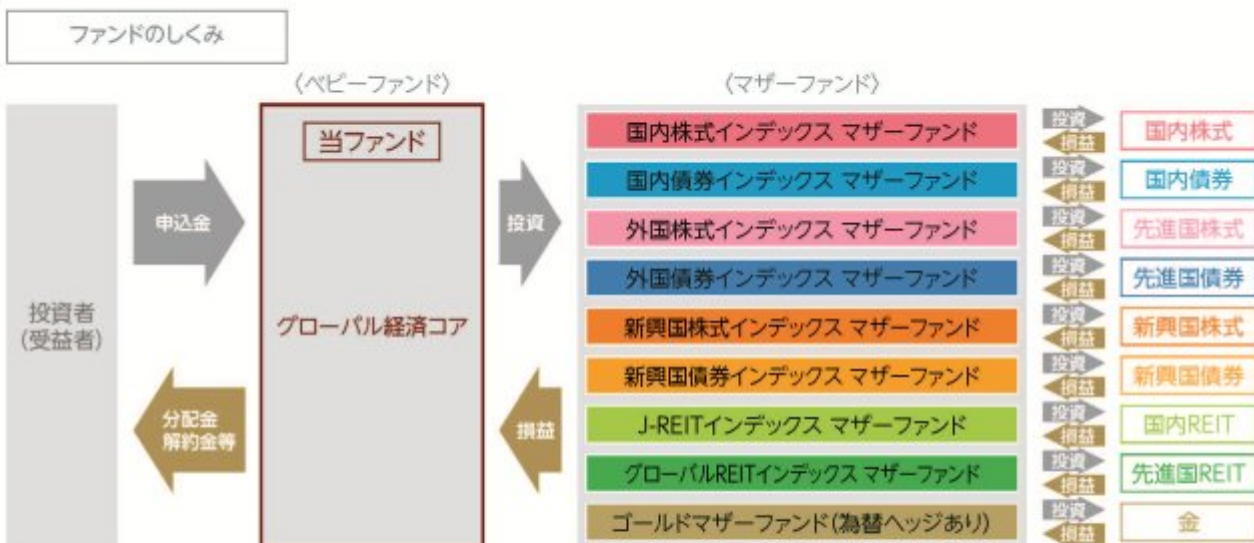 ファンドのしくみ
〈ベビーファンド〉
〈マザーファンド〉
投資者
(受益者)
申込金
分配金
解約金等
当ファンド
グローバル経済コア
投資
損益
国内株式インデックス マザーファンド
投資
損益
国内株式
国内債券インデックス マザーファンド
投資
損益
国内債券
外国株式インデックス マザーファンド
投資
損益
先進国株式
外国債券インデックス マザーファンド
投資
損益
先進国債券
新興国株式インデックス マザーファンド
投資
損益
新興国株式
新興国債券インデックス マザーファンド
投資
損益
新興国債券
J-REITインデックス マザーファンド
投資
損益
国内REIT
グローバルREITインデックス マザーファンド
投資
損益
先進国REIT
ゴールドマザーファンド(為替ヘッジあり)
投資
損益
金